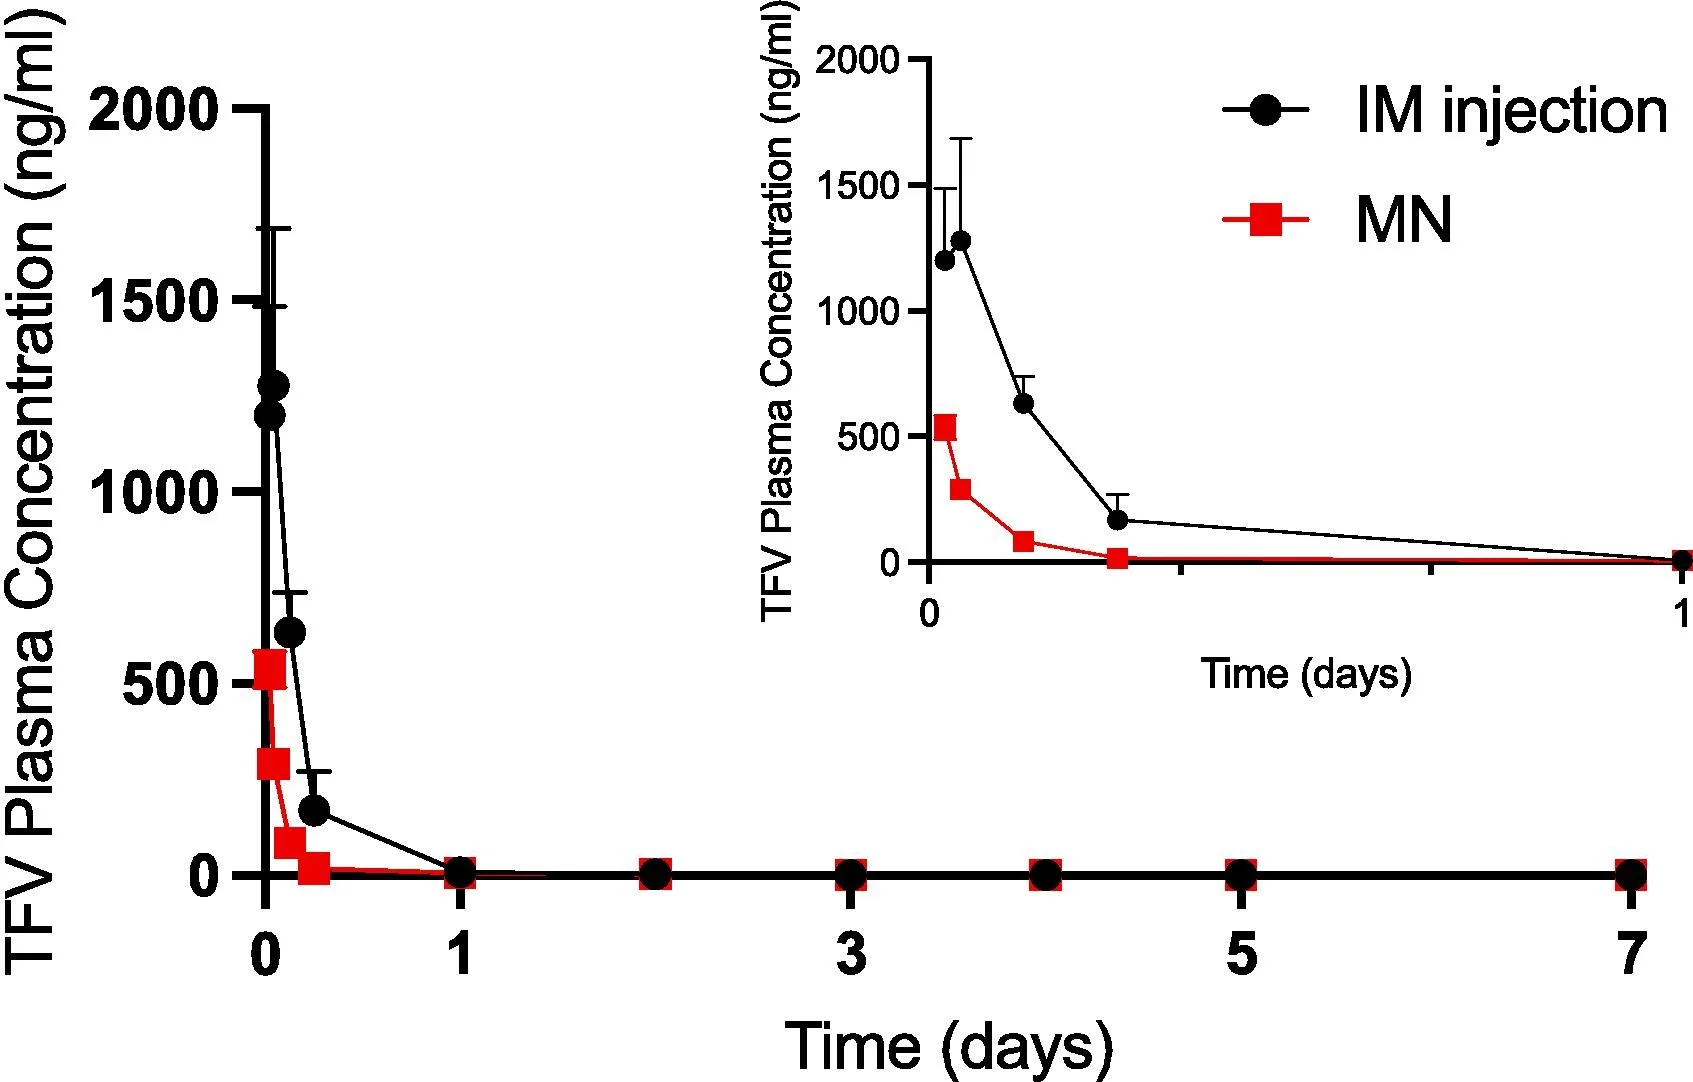 TFV Plasma Concentration (ng/ml)
2000
1500
1000
500
0
0 1 3 5 7
Time (days)
TFV Plasma Concentration (ng/ml)
2000
1500
1000
500
0
0 1
Time (days)
IM injection
MN